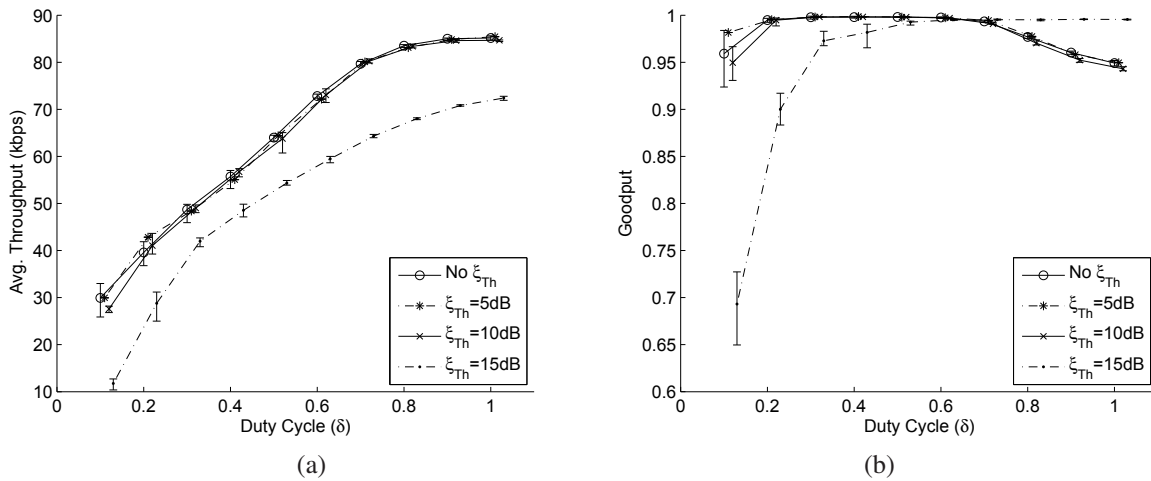 90
80
70
60
50
40
30
20
10
0
0.2
0.4
0.6
0.8
1
Avg. Throughput (kbps)
Duty Cycle (δ)
No ξTh
ξTh=5dB
ξTh=10dB
ξTh=15dB
(a)
1
0.95
0.9
0.85
0.8
0.75
0.7
0.65
0.6
0
0.2
0.4
0.6
0.8
1
Goodput
Duty Cycle (δ)
No ξTh
ξTh=5dB
ξTh=10dB
ξTh=15dB
(b)